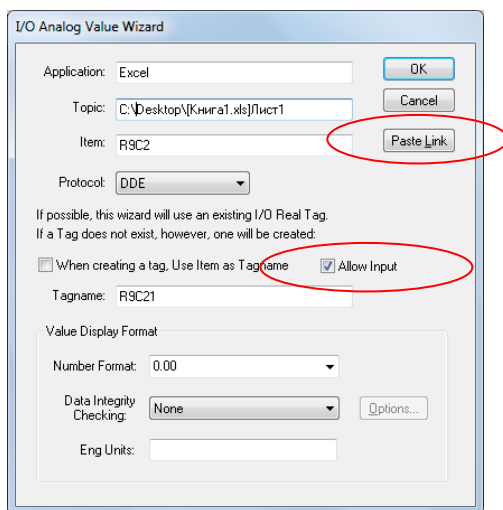 I/O Analog Value Wizard
Application: Excel OK
Topic: C:\Desktop\[Книга1.xls]Лист1 Cancel
Item: R9C2 Paste Link
Protocol: DDE
If possible, this wizard will use an existing I/O Real Tag.
If a Tag does not exist, however, one will be created:
When creating a tag, Use Item as Tagname Allow Input
Tagname: R9C21
Value Display Format
Number Format: 0.00
Data Integrity
Checking: None Options...
Eng Units: